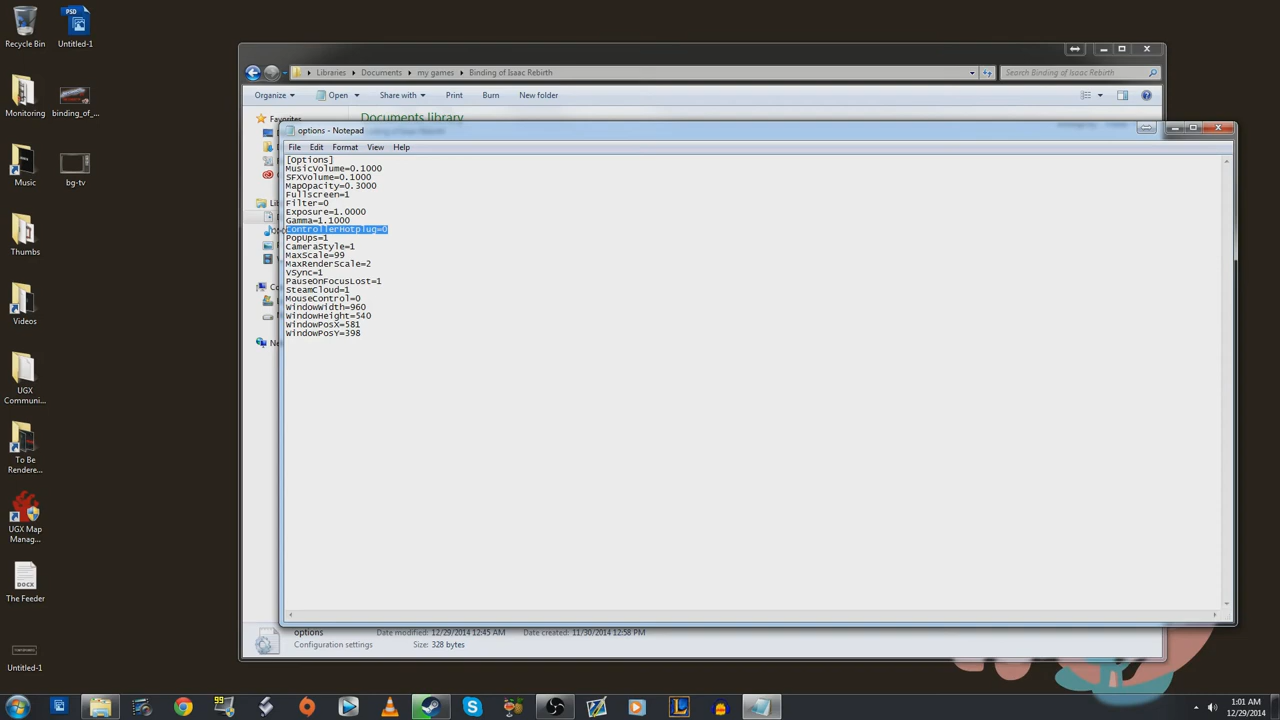 Recycle Bin
Untitled-1
Monitoring
binding_of_...
Music
bg-tv
Thumbs
Videos
UGX
Communi...
To Be
Rendere...
UGX Map
Manag...
The Feeder
Untitled-1
PSD
DOCX
Libraries
Documents
my games
Binding of Isaac Rebirth
Search Binding of Isaac Rebirth
Organize
Open
Share with
Print
Burn
New folder
Favorites
Documents library
options - Notepad
File Edit Format View Help
[Options]
MusicVolume=0.1000
SFXVolume=0.1000
MapOpacity=0.3000
Fullscreen=1
Filter=0
Exposure=1.0000
Gamma=1.1000
ControllerHotplug=0
PopUps=1
CameraStyle=1
MaxScale=99
MaxRenderScale=2
VSync=1
PauseOnFocusLost=1
SteamCloud=1
MouseControl=0
WindowWidth=960
WindowHeight=540
WindowPosX=581
WindowPosY=398
options
Date modified: 12/29/2014 12:45 AM
Date created: 11/30/2014 12:58 PM
Configuration settings
Size: 328 bytes
99
1:01 AM
12/29/2014